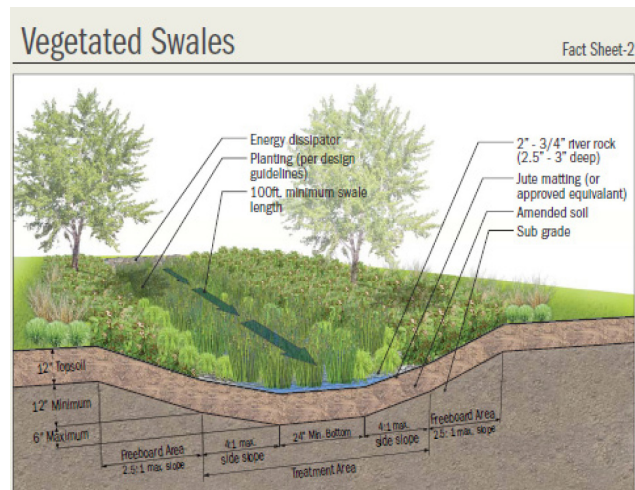 Vegetated Swales
Fact Sheet-2
Energy dissipator
Planting (per design
guidelines)
100ft. minimum swale
length
2" - 3/4" river rock
(2.5" - 3" deep)
Jute matting (or
approved equivalant)
Amended soil
Sub grade
12" Topsoil
12" Minimum
6" Maximum
Freeboard Area
2.5: 1 max. slope
4:1 max.
side slope
24" Min. Bottom
4:1 max.
side slope
Freeboard Area
2.5: 1 max. slope
Treatment Area